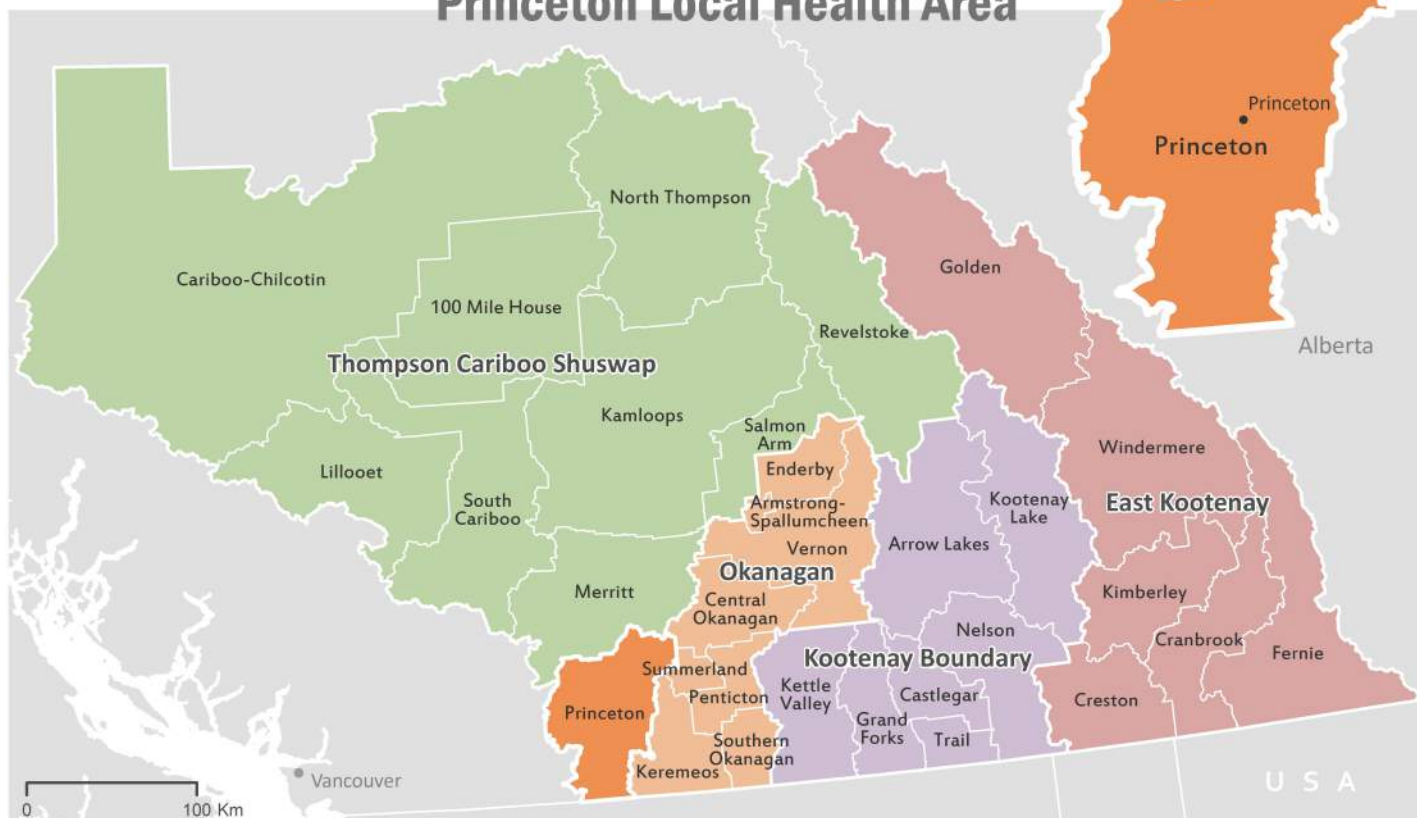 Princeton Local Health Area
Princeton
Princeton
Alberta
North Thompson
Cariboo-Chilcotin
100 Mile House
Golden
Revelstoke
Thompson Cariboo Shuswap
Kamloops
Salmon
Arm
Lillooet
South
Cariboo
Enderby
Armstrong-
Spallumcheen
Vernon
Okanagan
Central
Okanagan
Merritt
Windermere
East Kootenay
Kootenay
Lake
Arrow Lakes
Kimberley
Nelson
Cranbrook
Fernie
Kootenay Boundary
Summerland
Penticton
Kettle
Valley
Castlegar
Creston
Princeton
Grand
Forks
Trail
Southern
Okanagan
Keremeos
Vancouver
USA
0
100 Km